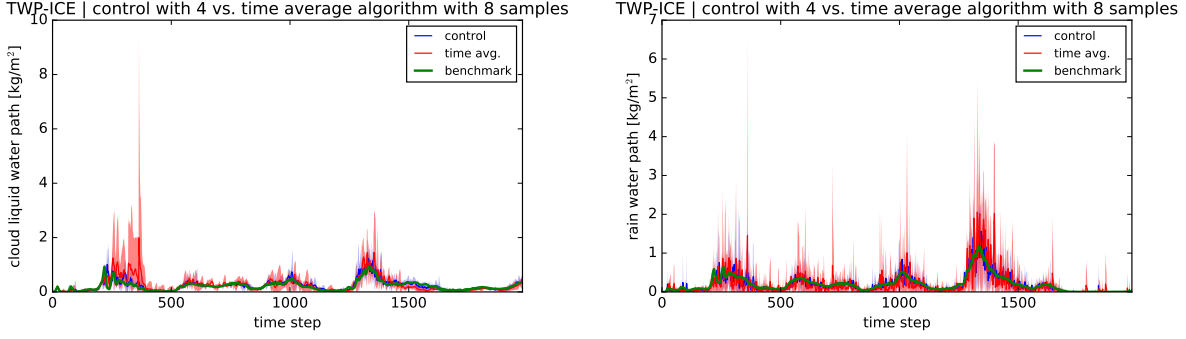 TWP-ICE | control with 4 vs. time average algorithm with 8 samples
10
8
6
4
2
0
cloud liquid water path [kg/m²]
control
time avg.
benchmark
0 500 1000 1500
time step
TWP-ICE | control with 4 vs. time average algorithm with 8 samples
7
6
5
4
3
2
1
0
rain water path [kg/m²]
control
time avg.
benchmark
0 500 1000 1500
time step